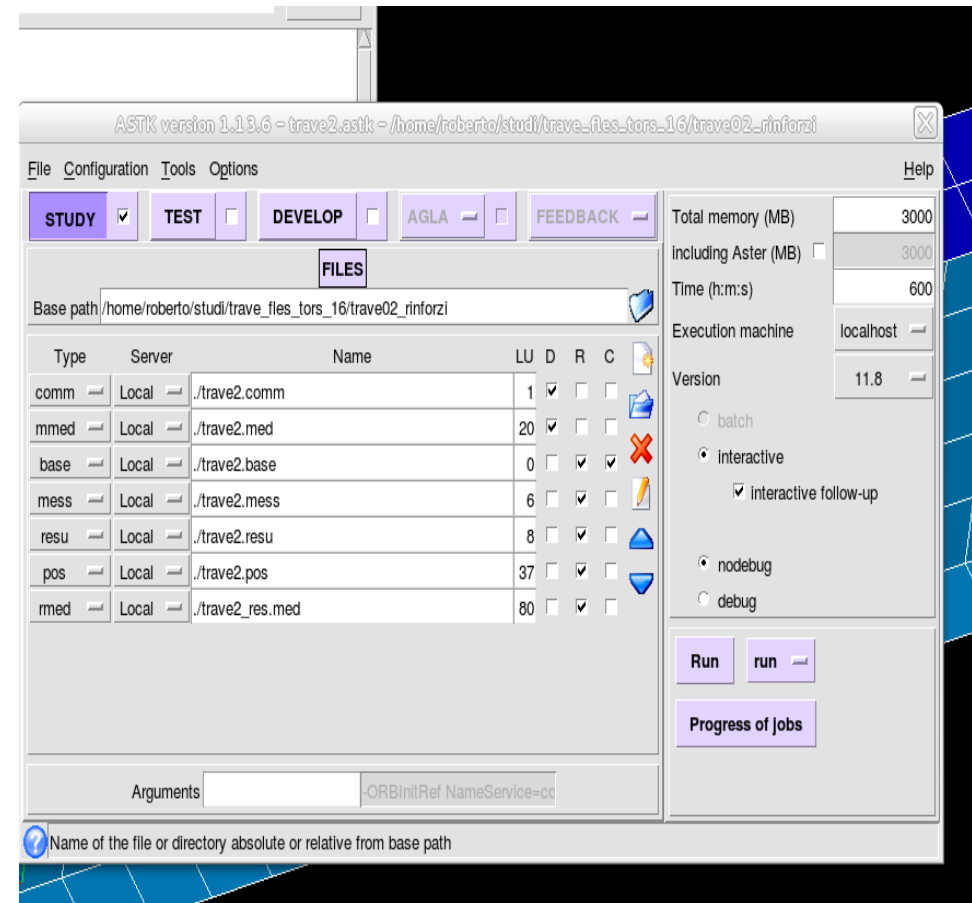 ASTK version 1.13.6 - trave2.astk - /home/roberto/studi/trave_fles_tors_16/trave02_rinforzi
File Configuration Tools Options Help
STUDY TEST DEVELOP AGLA FEEDBACK
FILES
Base path /home/roberto/studi/trave_fles_tors_16/trave02_rinforzi
Type Server Name LU D R C
comm Local ./trave2.comm 1
mmed Local ./trave2.med 20
base Local ./trave2.base 0
mess Local ./trave2.mess 6
resu Local ./trave2.resu 8
pos Local ./trave2.pos 37
rmed Local ./trave2_res.med 80
Arguments -ORBInitRef NameService=co
Total memory (MB) 3000
including Aster (MB) 3000
Time (h:m:s) 600
Execution machine localhost
Version 11.8
batch
interactive
interactive follow-up
nodebug
debug
Run run
Progress of jobs
Name of the file or directory absolute or relative from base path